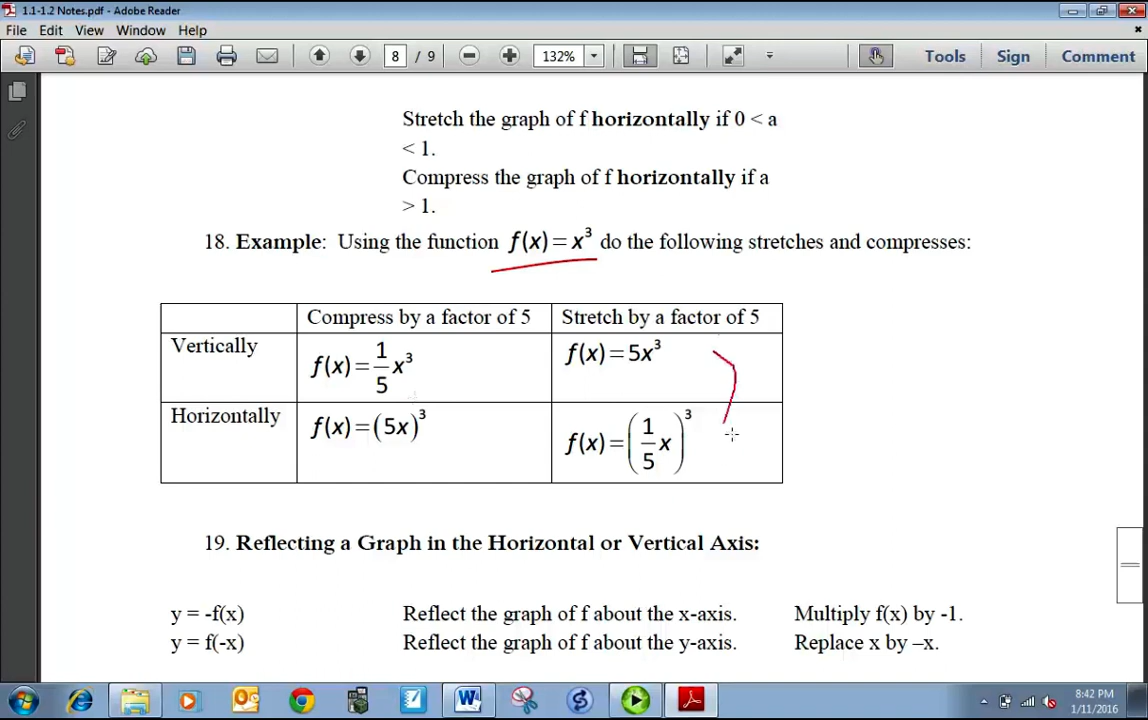 1.1-1.2 Notes.pdf - Adobe Reader
File Edit View Window Help
8 / 9 132% Tools Sign Comment
Stretch the graph of f horizontally if 0 < a
< 1.
Compress the graph of f horizontally if a
> 1.
18. Example: Using the function f(x) = x³ do the following stretches and compresses:
Compress by a factor of 5 Stretch by a factor of 5
Vertically f(x) = 1/5 x³ f(x) = 5x³
Horizontally f(x) = (5x)³ f(x) = (1/5 x)³
19. Reflecting a Graph in the Horizontal or Vertical Axis:
y = -f(x) Reflect the graph of f about the x-axis. Multiply f(x) by -1.
y = f(-x) Reflect the graph of f about the y-axis. Replace x by –x.
8:42 PM
1/11/2016